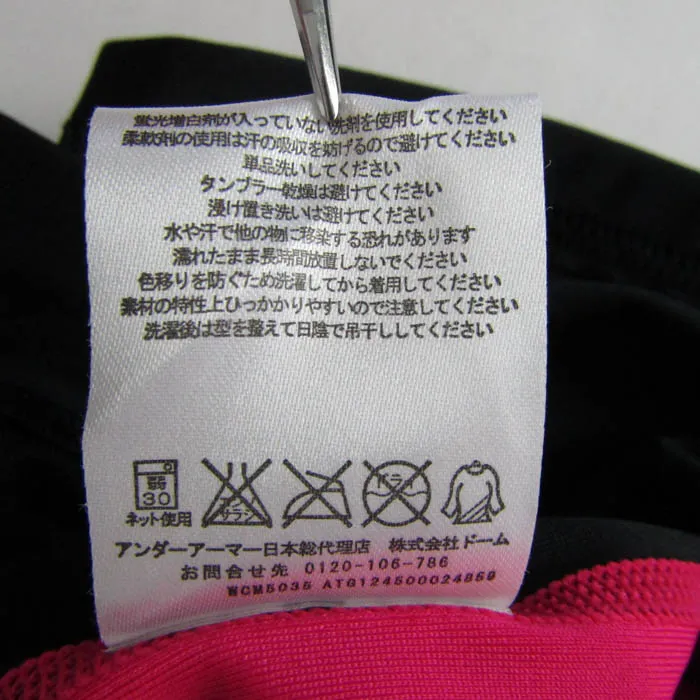 蛍光増白剤が入っていない洗剤を使用してください
柔軟剤の使用は汗の吸収を妨げるので避けてください
単品洗いしてください
タンブラー乾燥は避けてください
浸け置き洗いは避けてください
水や汗で他の物に移染する恐れがあります
濡れたまま長時間放置しないでください
色移りを防ぐため洗濯してから着用してください
素材の特性上ひっかかりやすいので注意してください
洗濯後は型を整えて日陰で吊干ししてください
弱
30
エンソ
サラシ
ドライ
ネット使用
アンダーアーマー日本総代理店 株式会社ドーム
お問合せ先 0120-106-786
WCM5035 ATG124500024859